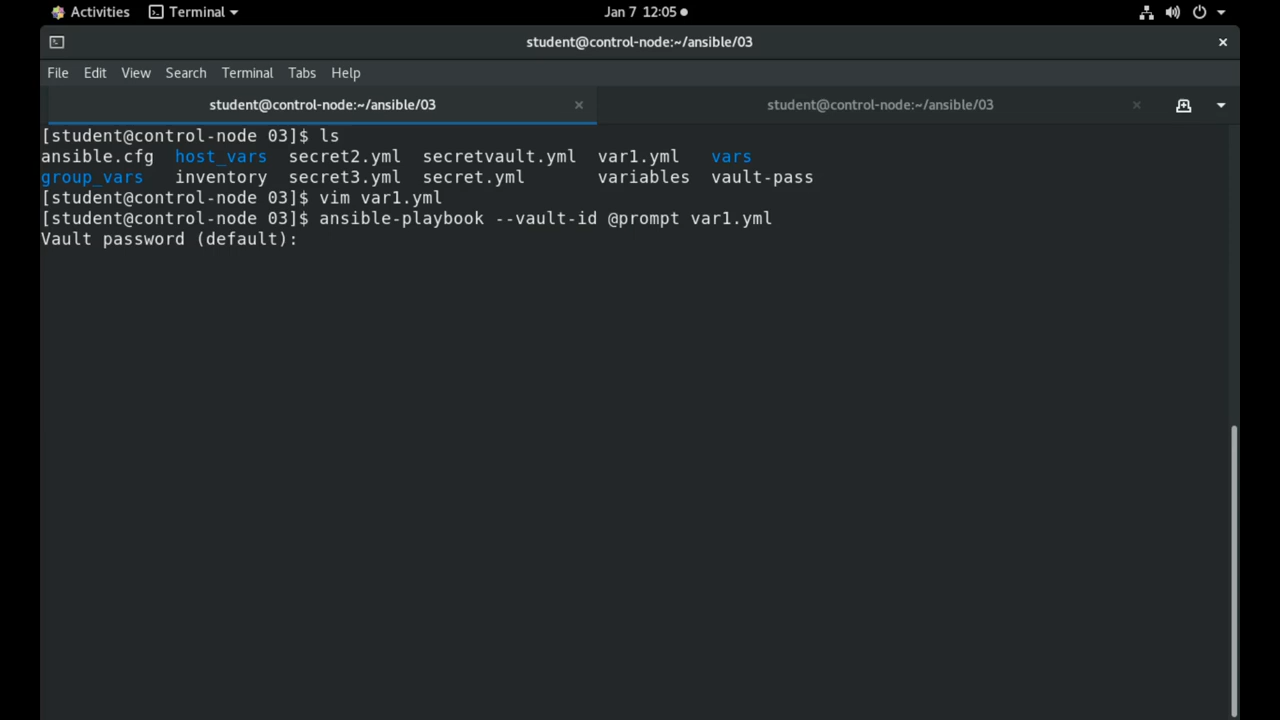 Activities Terminal Jan 7 12:05
student@control-node:~/ansible/03
File Edit View Search Terminal Tabs Help
student@control-node:~/ansible/03 student@control-node:~/ansible/03
[student@control-node 03]$ ls
ansible.cfg host_vars secret2.yml secretvault.yml var1.yml vars
group_vars inventory secret3.yml secret.yml variables vault-pass
[student@control-node 03]$ vim var1.yml
[student@control-node 03]$ ansible-playbook --vault-id @prompt var1.yml
Vault password (default):